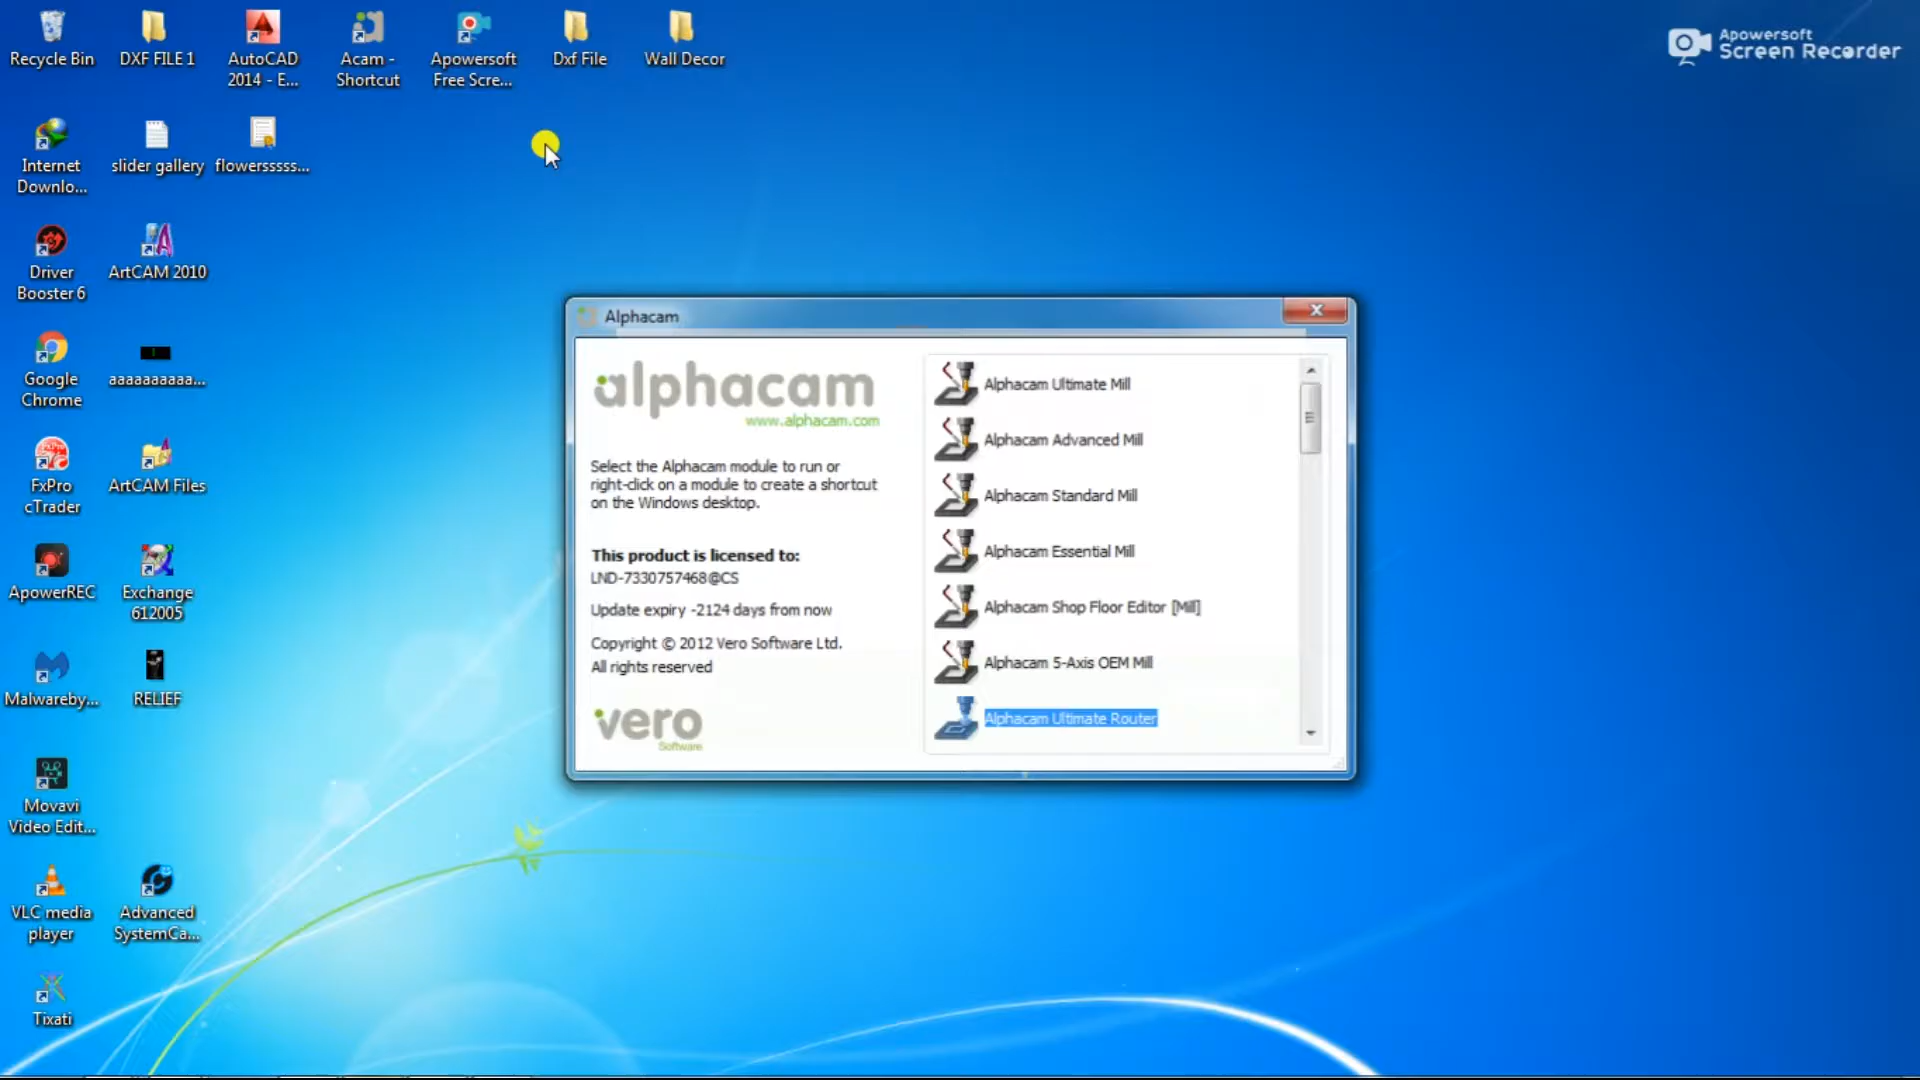 Recycle Bin
DXF FILE 1
AutoCAD
2014 - E...
Acam -
Shortcut
Apowersoft
Free Scre...
Dxf File
Wall Decor
Apowersoft
Screen Recorder
Internet
Downlo...
slider gallery
flowersssss...
Driver
Booster 6
ArtCAM 2010
Google
Chrome
aaaaaaaaaa...
FxPro
cTrader
ArtCAM Files
ApowerREC
Exchange
612005
Malwareby...
RELIEF
Movavi
Video Edit...
VLC media
player
Advanced
SystemCa...
Tixati
Alphacam
alphacam
www.alphacam.com
Select the Alphacam module to run or
right-click on a module to create a shortcut
on the Windows desktop.
This product is licensed to:
LND-7330757468@CS
Update expiry -2124 days from now
Copyright © 2012 Vero Software Ltd.
All rights reserved
vero
Software
Alphacam Ultimate Mill
Alphacam Advanced Mill
Alphacam Standard Mill
Alphacam Essential Mill
Alphacam Shop Floor Editor [Mill]
Alphacam 5-Axis OEM Mill
Alphacam Ultimate Router